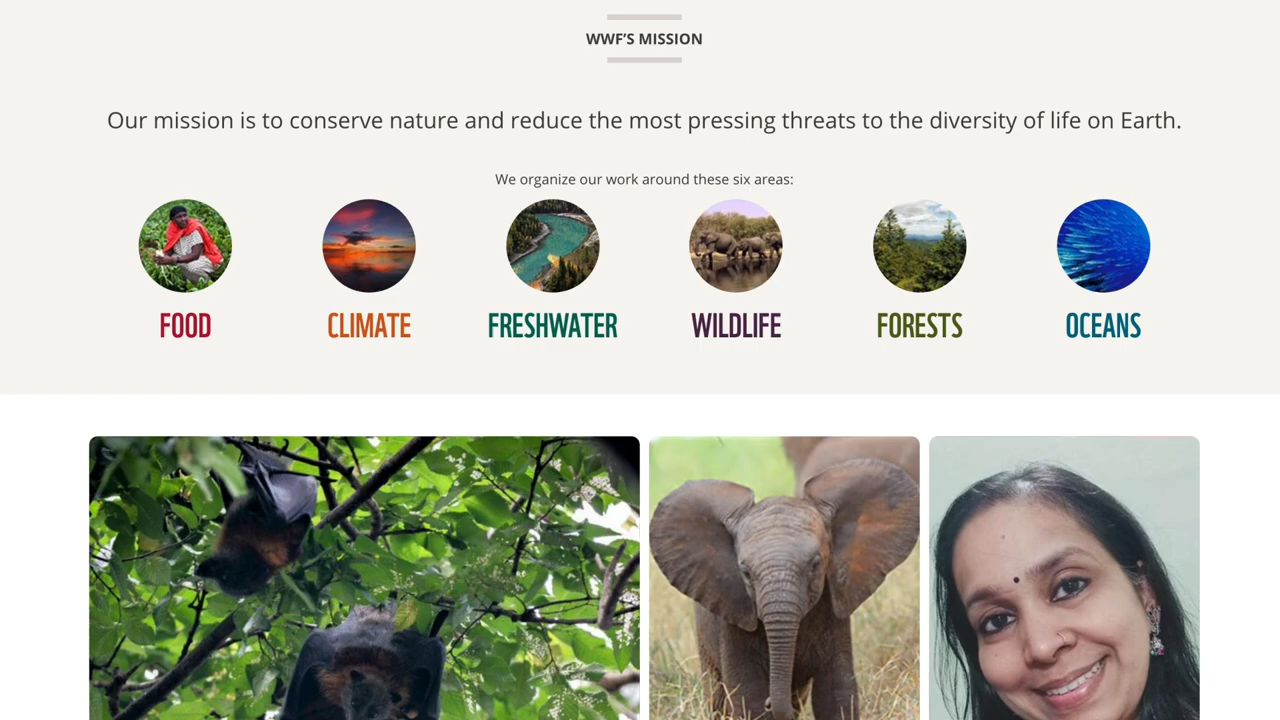 WWF'S MISSION
Our mission is to conserve nature and reduce the most pressing threats to the diversity of life on Earth.
We organize our work around these six areas:
FOOD
CLIMATE
FRESHWATER
WILDLIFE
FORESTS
OCEANS